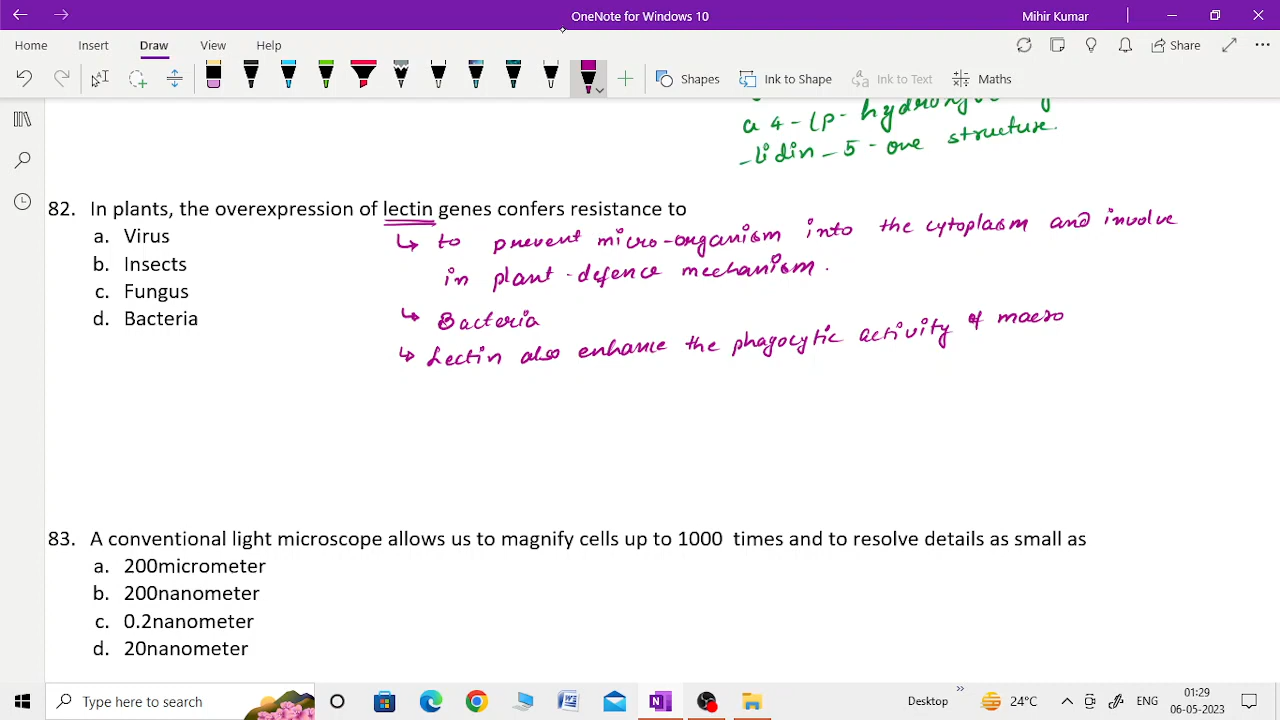 OneNote for Windows 10
Mihir Kumar
Home Insert Draw View Help
Share
Shapes Ink to Shape Ink to Text Maths
a 4-(p-
-lidin-5-one structure.
82. In plants, the overexpression of lectin genes confers resistance to
a. Virus
b. Insects
c. Fungus
d. Bacteria
↳ to prevent micro-organism into the cytoplasm and involve
in plant-defence mechanism.
↳ Bacteria
↳ Lectin also enhance the phagocytic activity of macro
83. A conventional light microscope allows us to magnify cells up to 1000 times and to resolve details as small as
a. 200micrometer
b. 200nanometer
c. 0.2nanometer
d. 20nanometer
Type here to search
Desktop
24°C
ENG
01:29
06-05-2023